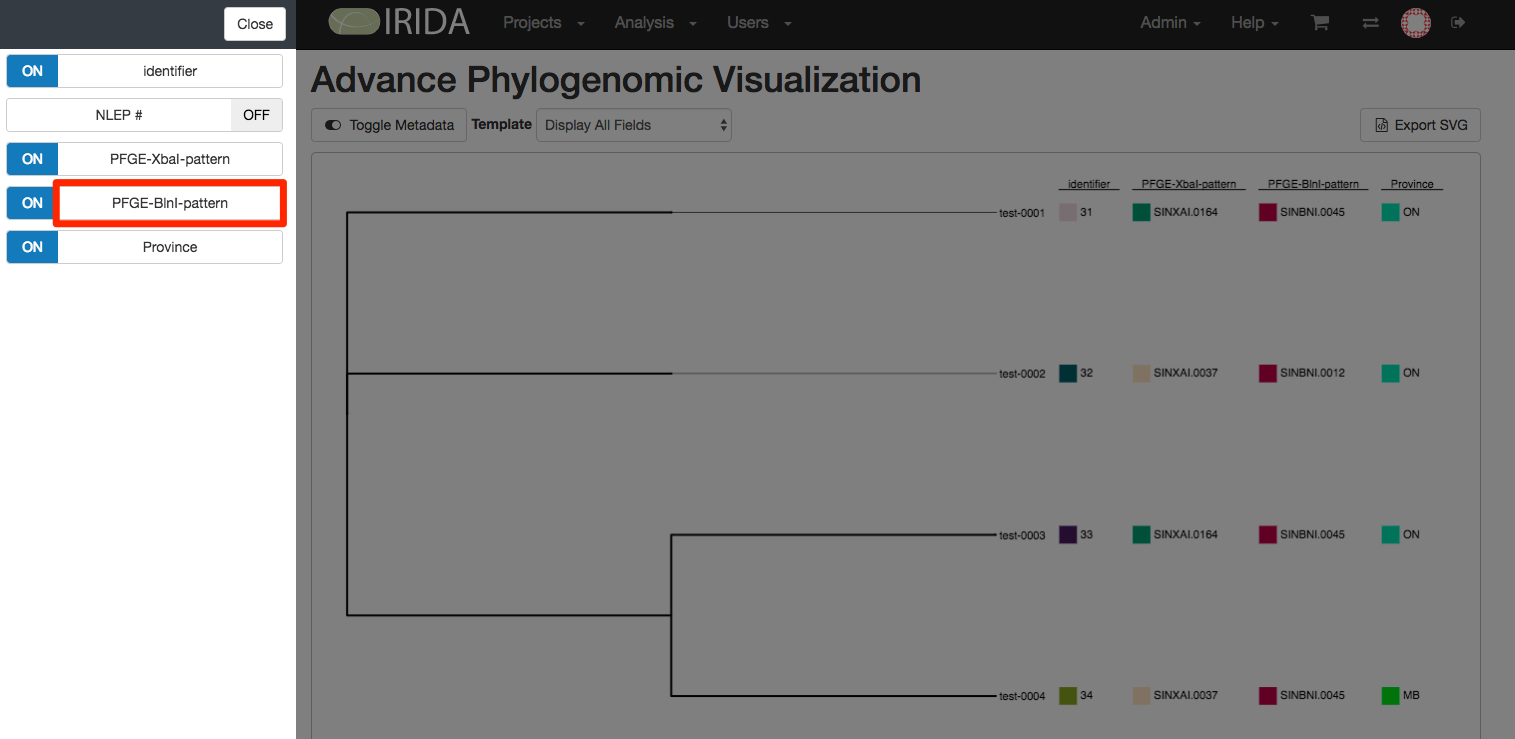 Close
ON identifier
NLEP # OFF
ON PFGE-XbaI-pattern
ON PFGE-BlnI-pattern
ON Province
IRIDA Projects Analysis Users Admin Help
Advance Phylogenomic Visualization
Toggle Metadata Template Display All Fields Export SVG
identifier PFGE-XbaI-pattern PFGE-BlnI-pattern Province
test-0001 31 SINXAI.0164 SINBNI.0045 ON
test-0002 32 SINXAI.0037 SINBNI.0012 ON
test-0003 33 SINXAI.0164 SINBNI.0045 ON
test-0004 34 SINXAI.0037 SINBNI.0045 MB